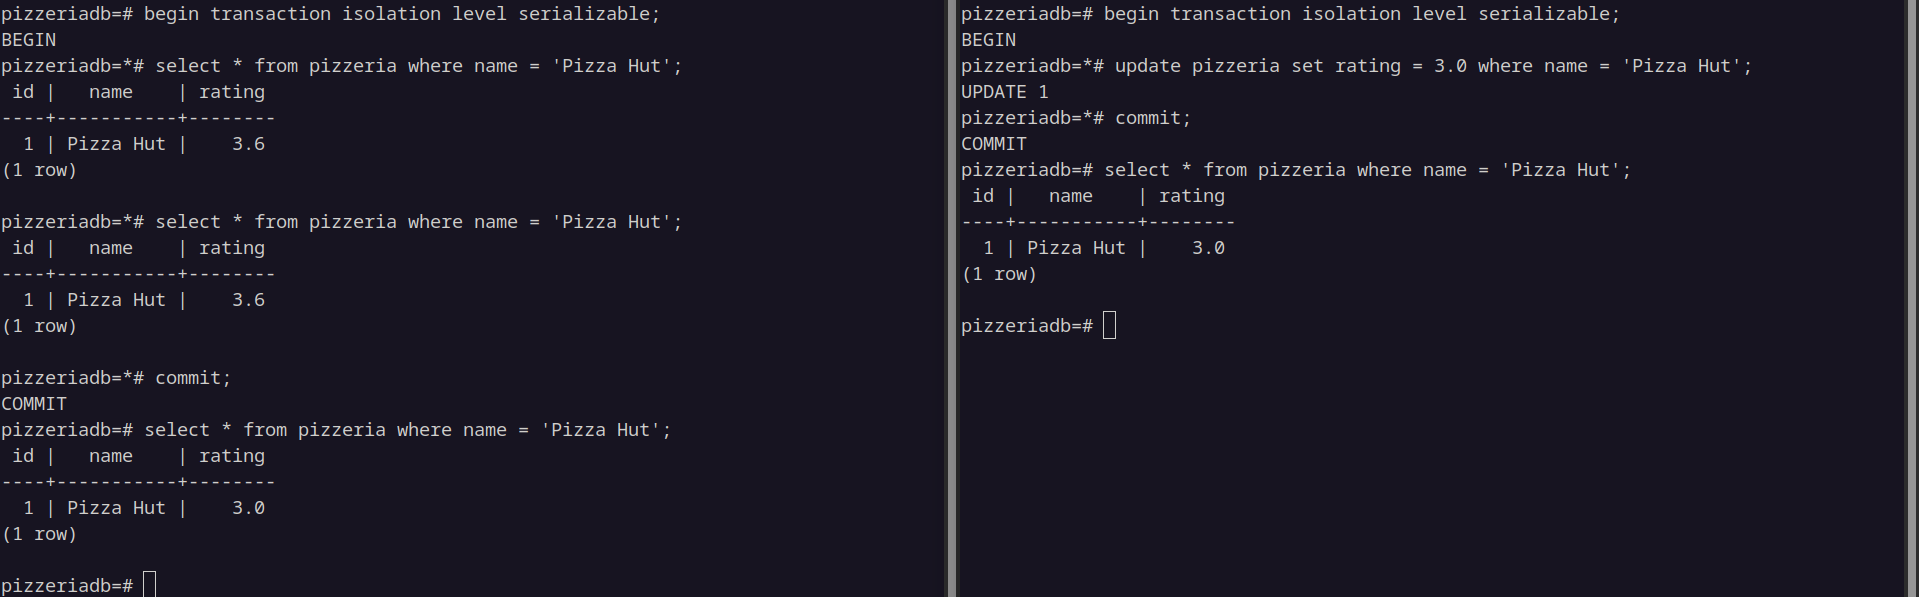 pizzeriadb=# begin transaction isolation level serializable;
BEGIN
pizzeriadb=*# select * from pizzeria where name = 'Pizza Hut';
 id |   name    | rating
----+-----------+--------
  1 | Pizza Hut |    3.6
(1 row)

pizzeriadb=*# select * from pizzeria where name = 'Pizza Hut';
 id |   name    | rating
----+-----------+--------
  1 | Pizza Hut |    3.6
(1 row)

pizzeriadb=*# commit;
COMMIT
pizzeriadb=# select * from pizzeria where name = 'Pizza Hut';
 id |   name    | rating
----+-----------+--------
  1 | Pizza Hut |    3.0
(1 row)

pizzeriadb=#
pizzeriadb=# begin transaction isolation level serializable;
BEGIN
pizzeriadb=*# update pizzeria set rating = 3.0 where name = 'Pizza Hut';
UPDATE 1
pizzeriadb=*# commit;
COMMIT
pizzeriadb=# select * from pizzeria where name = 'Pizza Hut';
 id |   name    | rating
----+-----------+--------
  1 | Pizza Hut |    3.0
(1 row)

pizzeriadb=#